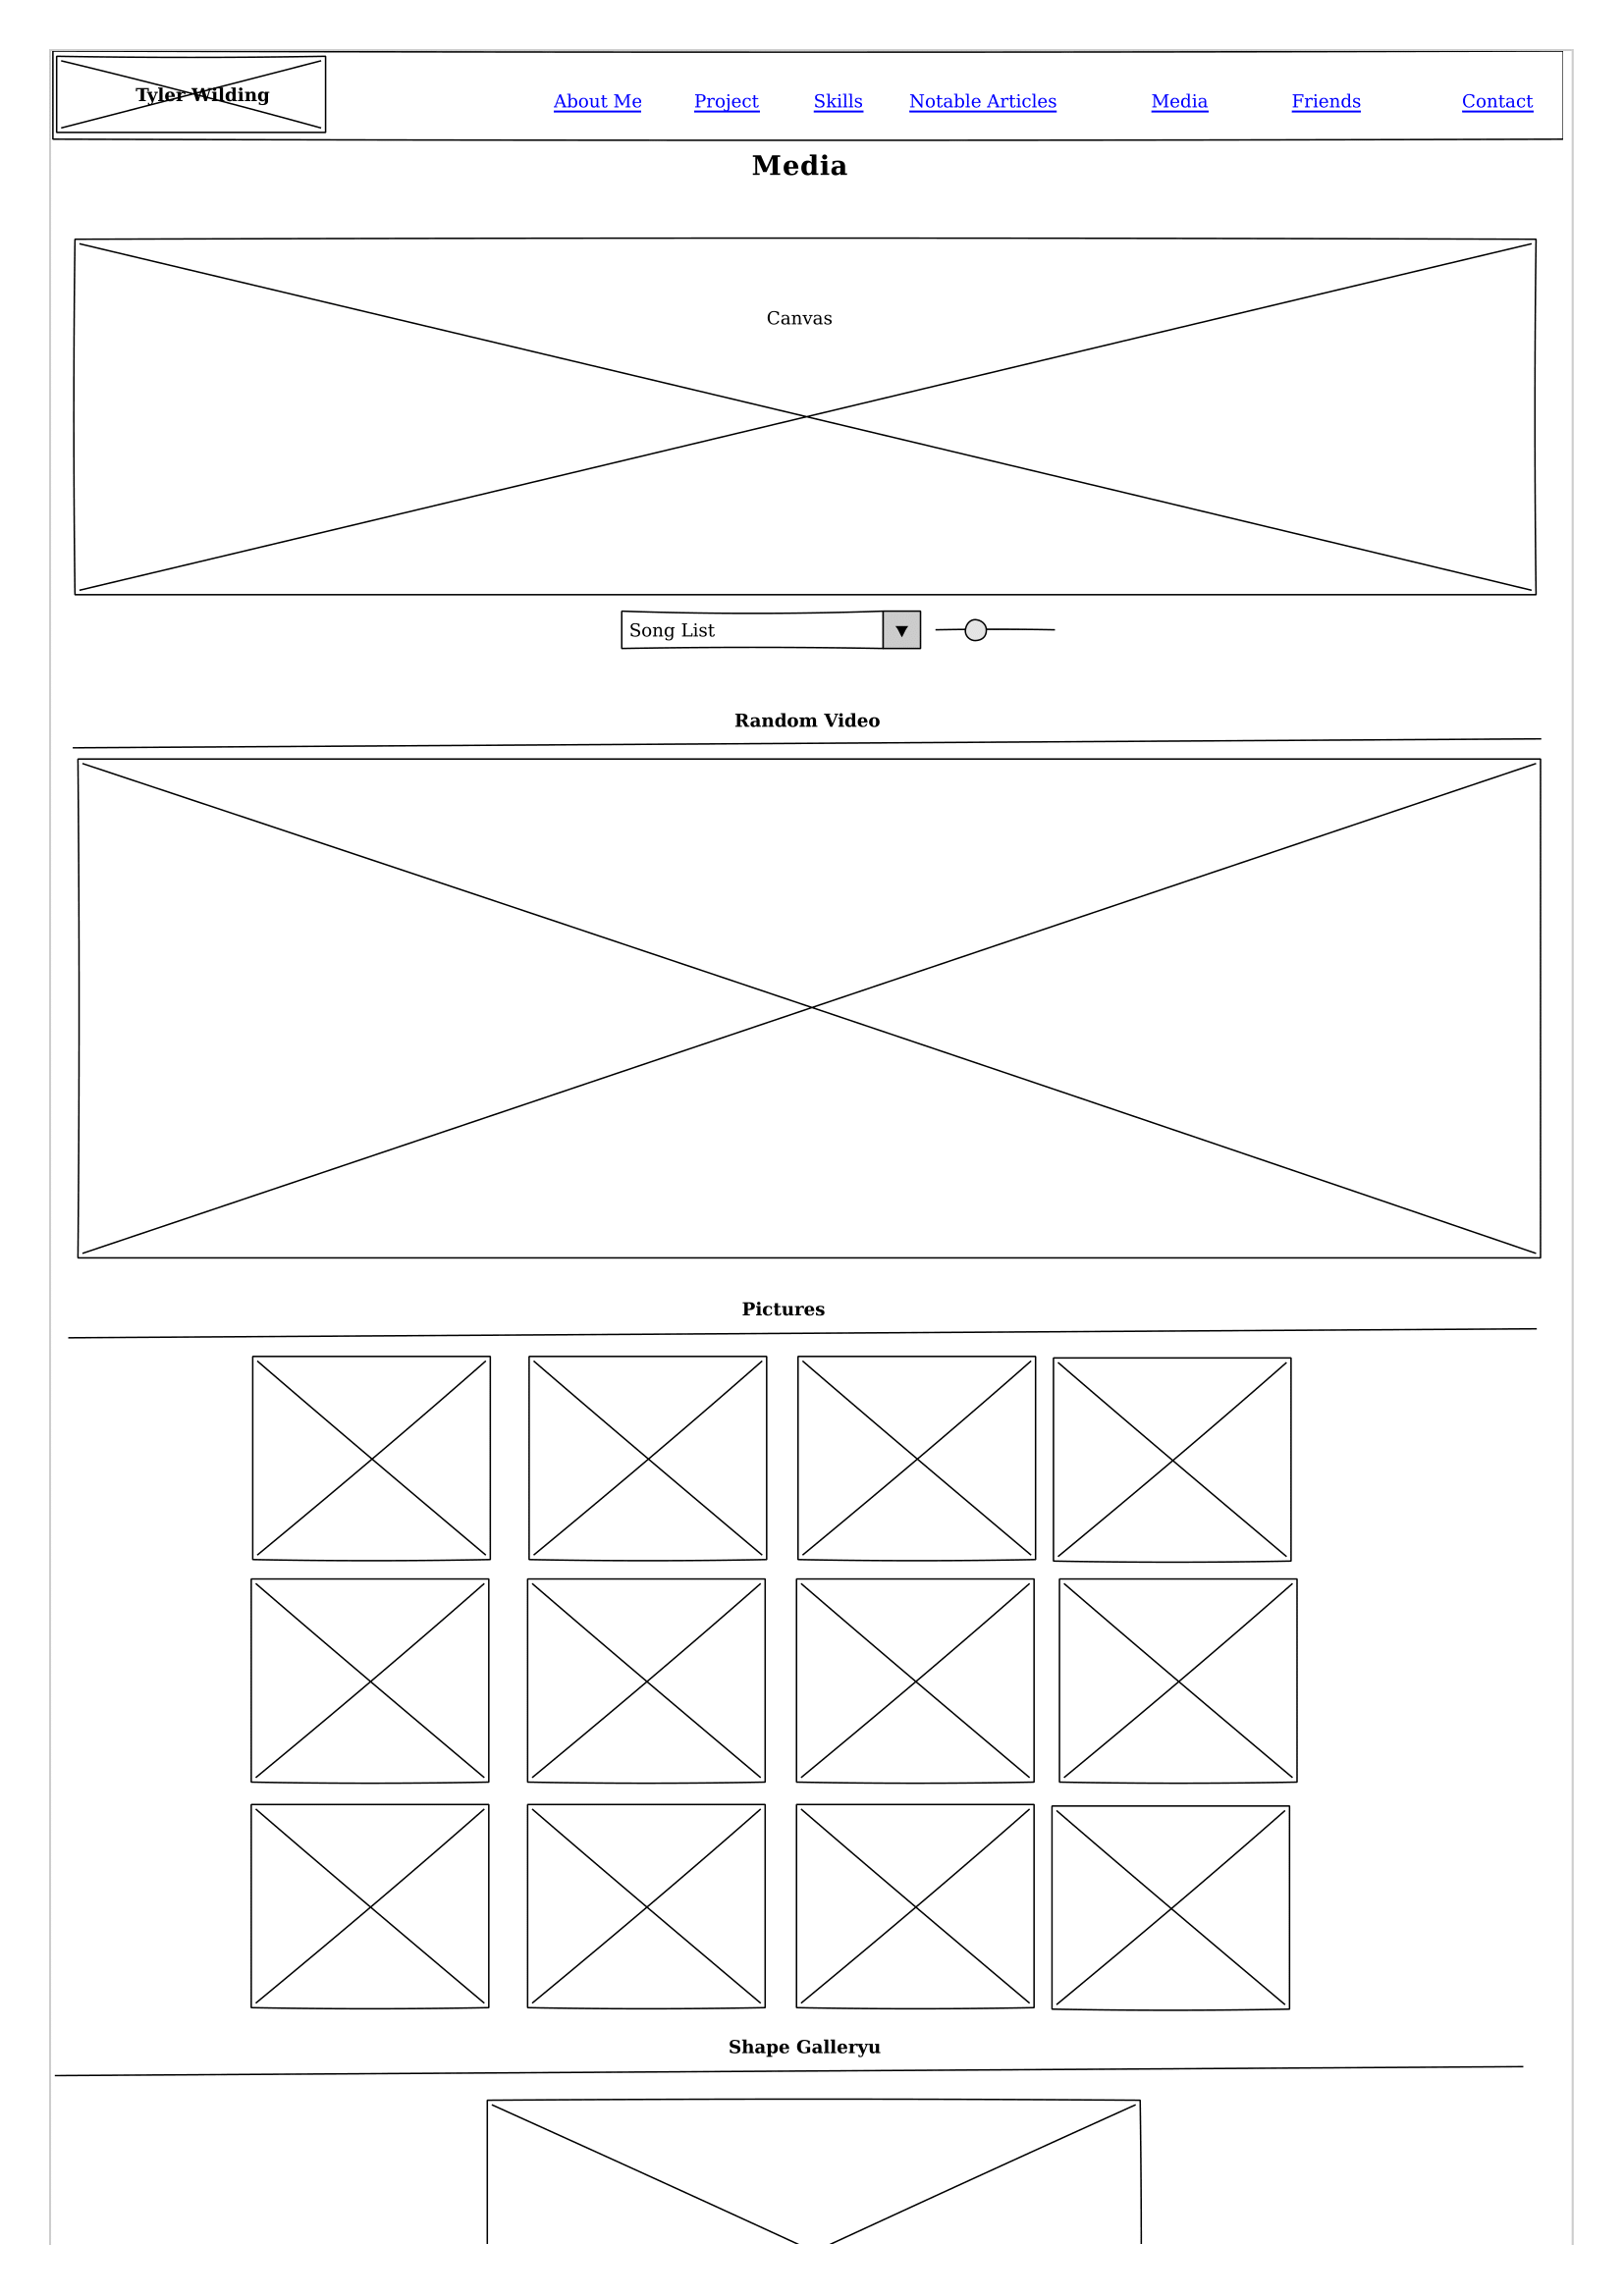 Tyler Wilding
About Me Project Skills Notable Articles Media Friends Contact
Media
Canvas
Song List
Random Video
Pictures
Shape Galleryu